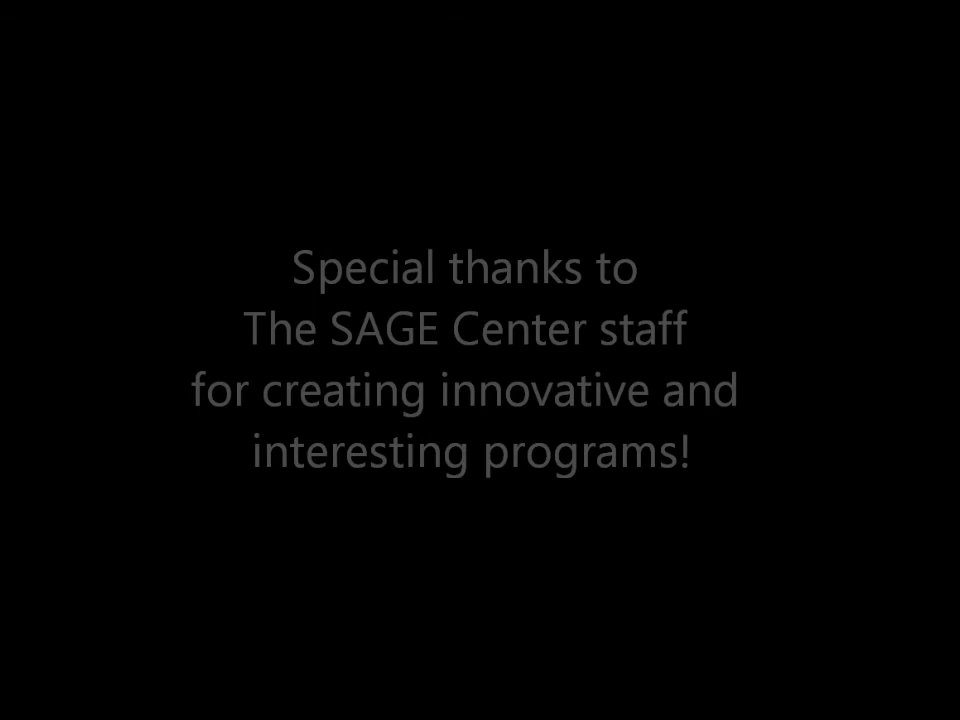 Special thanks to
The SAGE Center staff
for creating innovative and
interesting programs!